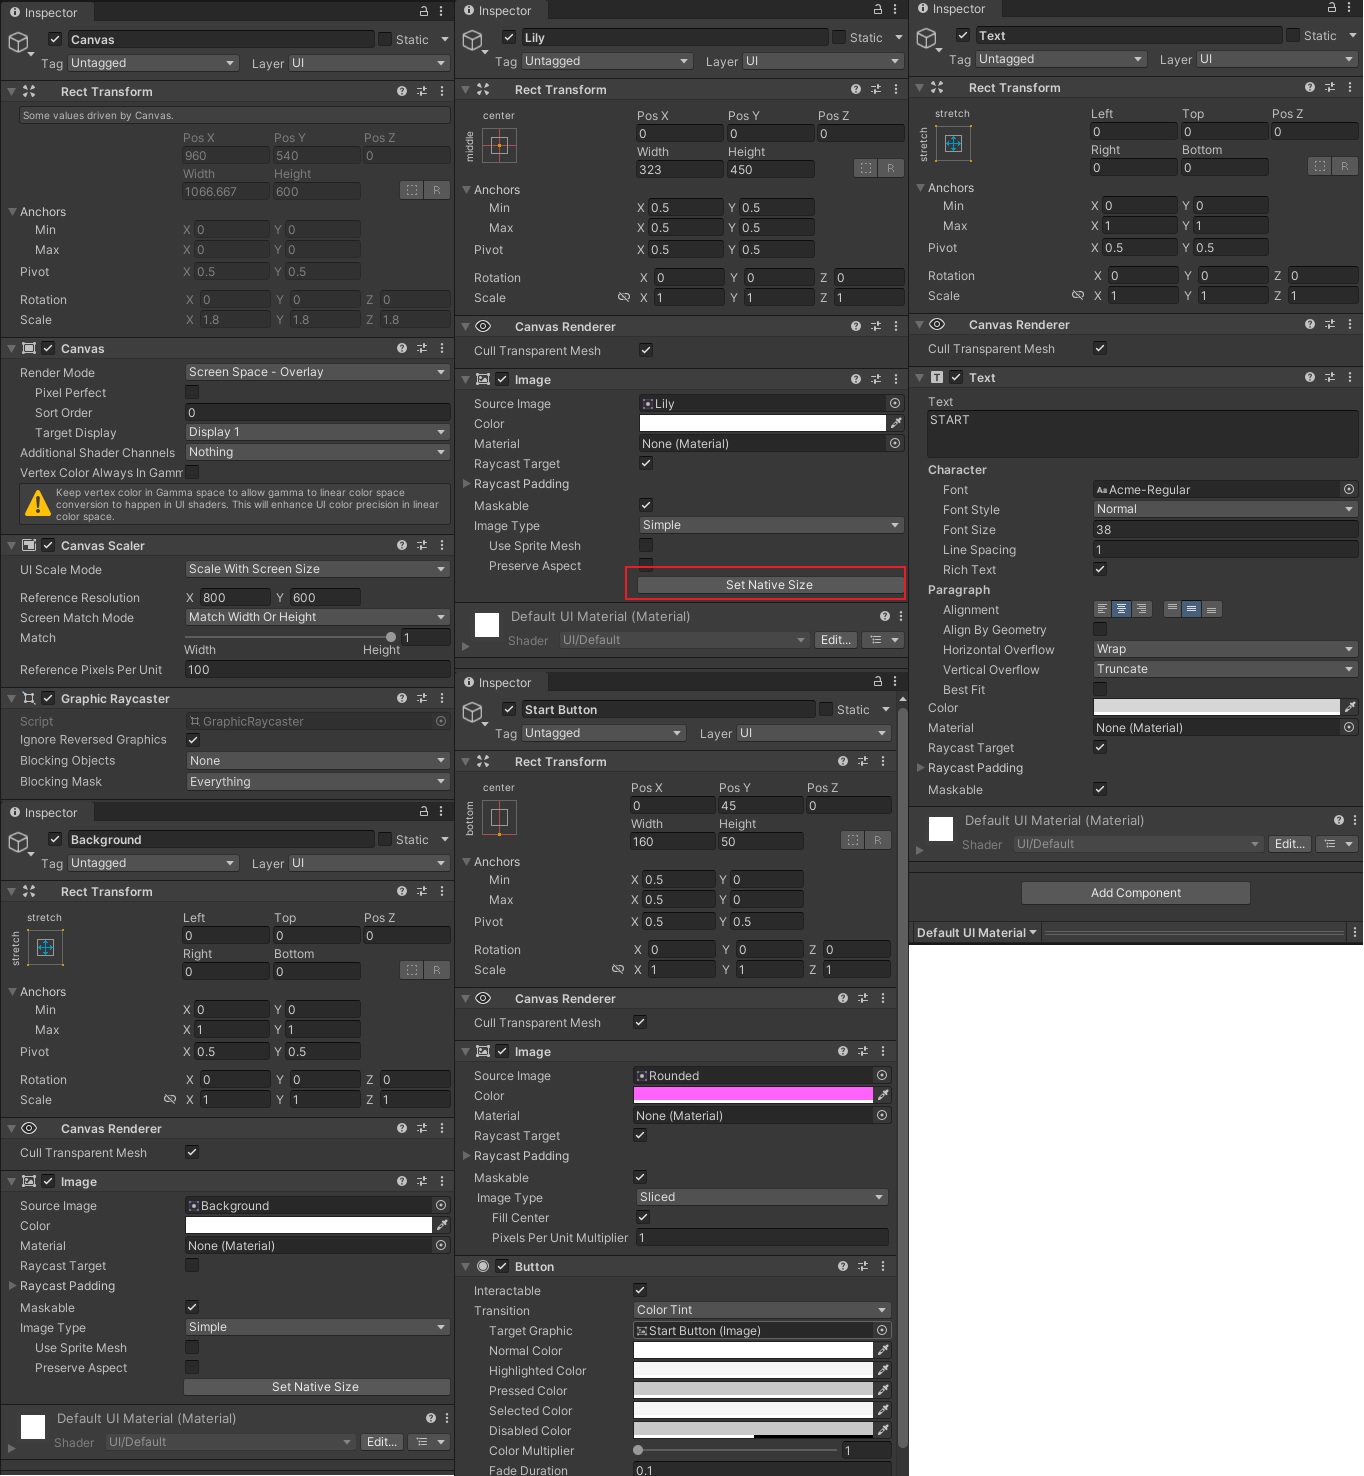 Inspector
Canvas
Static
Tag Untagged Layer UI
Rect Transform
Some values driven by Canvas.
Pos X Pos Y Pos Z
960 540 0
Width Height
1066.667 600 R
Anchors
Min X 0 Y 0
Max X 0 Y 0
Pivot X 0.5 Y 0.5
Rotation X 0 Y 0 Z 0
Scale X 1.8 Y 1.8 Z 1.8
Canvas
Render Mode Screen Space - Overlay
Pixel Perfect
Sort Order 0
Target Display Display 1
Additional Shader Channels Nothing
Vertex Color Always In Gamm
Keep vertex color in Gamma space to allow gamma to linear color space
conversion to happen in UI shaders. This will enhance UI color precision in linear
color space.
Canvas Scaler
UI Scale Mode Scale With Screen Size
Reference Resolution X 800 Y 600
Screen Match Mode Match Width Or Height
Match 1
Width Height
Reference Pixels Per Unit 100
Graphic Raycaster
Script GraphicRaycaster
Ignore Reversed Graphics
Blocking Objects None
Blocking Mask Everything
Inspector
Background Static
Tag Untagged Layer UI
Rect Transform
stretch Left Top Pos Z
stretch 0 0 0
Right Bottom
0 0 R
Anchors
Min X 0 Y 0
Max X 1 Y 1
Pivot X 0.5 Y 0.5
Rotation X 0 Y 0 Z 0
Scale X 1 Y 1 Z 1
Canvas Renderer
Cull Transparent Mesh
Image
Source Image Background
Color
Material None (Material)
Raycast Target
Raycast Padding
Maskable
Image Type Simple
Use Sprite Mesh
Preserve Aspect
Set Native Size
Default UI Material (Material)
Shader UI/Default Edit...
Inspector
Lily Static
Tag Untagged Layer UI
Rect Transform
center Pos X Pos Y Pos Z
middle 0 0 0
Width Height
323 450 R
Anchors
Min X 0.5 Y 0.5
Max X 0.5 Y 0.5
Pivot X 0.5 Y 0.5
Rotation X 0 Y 0 Z 0
Scale X 1 Y 1 Z 1
Canvas Renderer
Cull Transparent Mesh
Image
Source Image Lily
Color
Material None (Material)
Raycast Target
Raycast Padding
Maskable
Image Type Simple
Use Sprite Mesh
Preserve Aspect
Set Native Size
Default UI Material (Material)
Shader UI/Default Edit...
Inspector
Start Button Static
Tag Untagged Layer UI
Rect Transform
center Pos X Pos Y Pos Z
bottom 0 45 0
Width Height
160 50 R
Anchors
Min X 0.5 Y 0
Max X 0.5 Y 0
Pivot X 0.5 Y 0.5
Rotation X 0 Y 0 Z 0
Scale X 1 Y 1 Z 1
Canvas Renderer
Cull Transparent Mesh
Image
Source Image Rounded
Color
Material None (Material)
Raycast Target
Raycast Padding
Maskable
Image Type Sliced
Fill Center
Pixels Per Unit Multiplier 1
Button
Interactable
Transition Color Tint
Target Graphic Start Button (Image)
Normal Color
Highlighted Color
Pressed Color
Selected Color
Disabled Color
Color Multiplier 1
Fade Duration 0.1
Inspector
Text Static
Tag Untagged Layer UI
Rect Transform
stretch Left Top Pos Z
stretch 0 0 0
Right Bottom
0 0 R
Anchors
Min X 0 Y 0
Max X 1 Y 1
Pivot X 0.5 Y 0.5
Rotation X 0 Y 0 Z 0
Scale X 1 Y 1 Z 1
Canvas Renderer
Cull Transparent Mesh
T Text
Text
START
Character
Font Aa Acme-Regular
Font Style Normal
Font Size 38
Line Spacing 1
Rich Text
Paragraph
Alignment
Align By Geometry
Horizontal Overflow Wrap
Vertical Overflow Truncate
Best Fit
Color
Material None (Material)
Raycast Target
Raycast Padding
Maskable
Default UI Material (Material)
Shader UI/Default Edit...
Add Component
Default UI Material